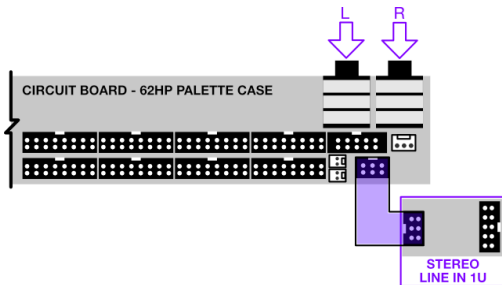 L R
CIRCUIT BOARD - 62HP PALETTE CASE
STEREO
LINE IN 1U